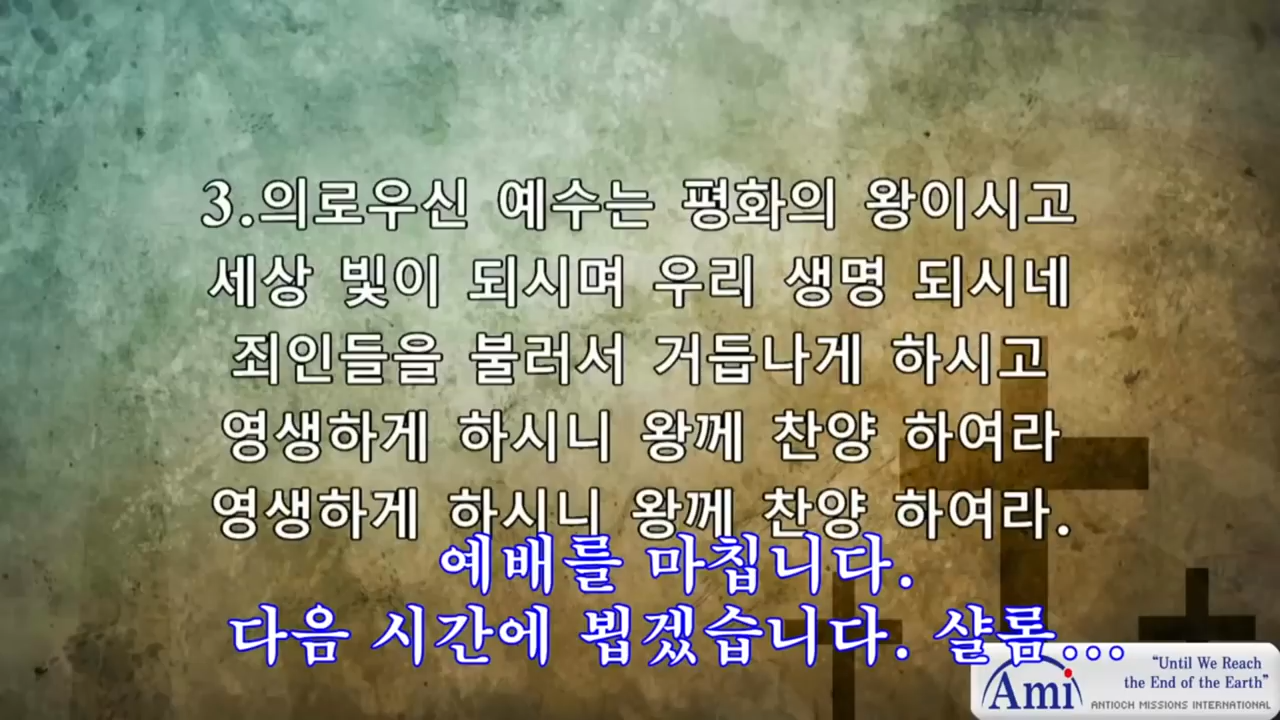 3.의로우신 예수는 평화의 왕이시고
세상 빛이 되시며 우리 생명 되시네
죄인들을 불러서 거듭나게 하시고
영생하게 하시니 왕께 찬양 하여라
영생하게 하시니 왕께 찬양 하여라.
예배를 마칩니다.
다음 시간에 뵙겠습니다. 샬롬...
Ami
“Until We Reach
the End of the Earth”
ANTIOCH MISSIONS INTERNATIONAL